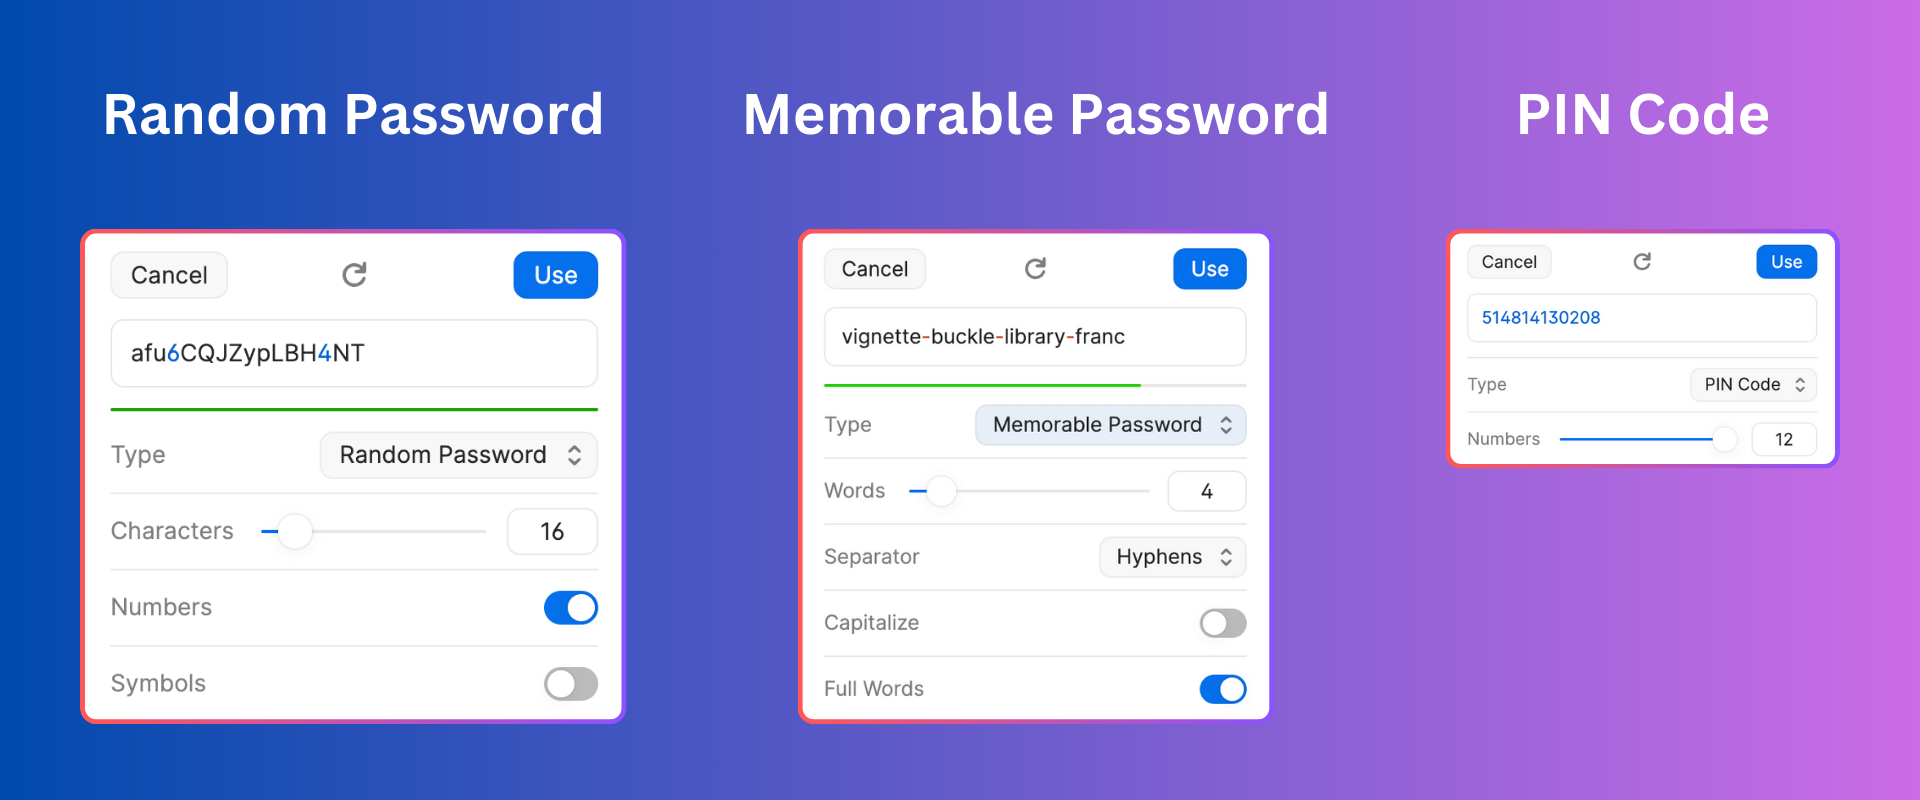 Random Password
Cancel
Use
afu6CQJZypLBH4NT
Type
Random Password
Characters
16
Numbers
Symbols
Memorable Password
Cancel
Use
vignette-buckle-library-franc
Type
Memorable Password
Words
4
Separator
Hyphens
Capitalize
Full Words
PIN Code
Cancel
Use
514814130208
Type
PIN Code
Numbers
12